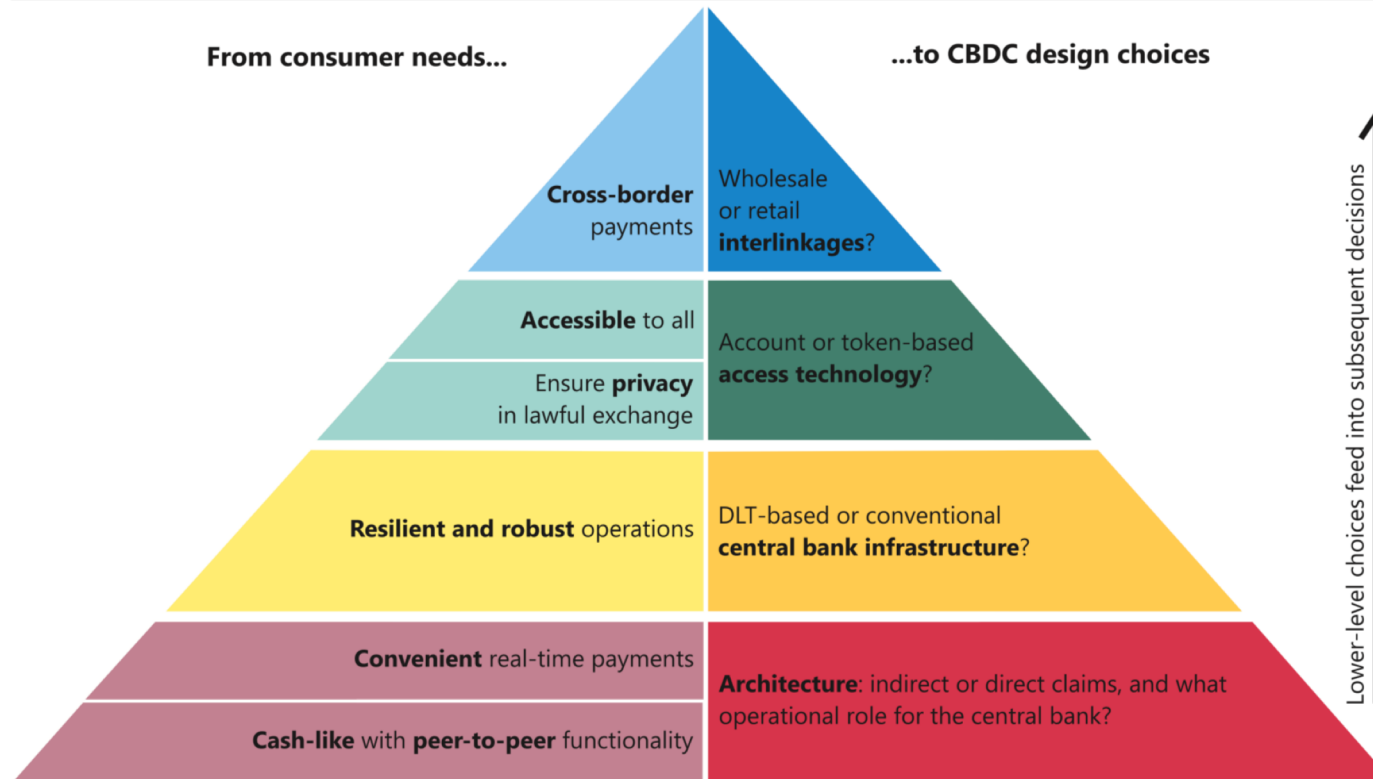 From consumer needs...
...to CBDC design choices
Cross-border
payments
Wholesale
or retail
interlinkages?
Accessible to all
Ensure privacy
in lawful exchange
Account or token-based
access technology?
Resilient and robust operations
DLT-based or conventional
central bank infrastructure?
Convenient real-time payments
Cash-like with peer-to-peer functionality
Architecture: indirect or direct claims, and what
operational role for the central bank?
Lower-level choices feed into subsequent decisions